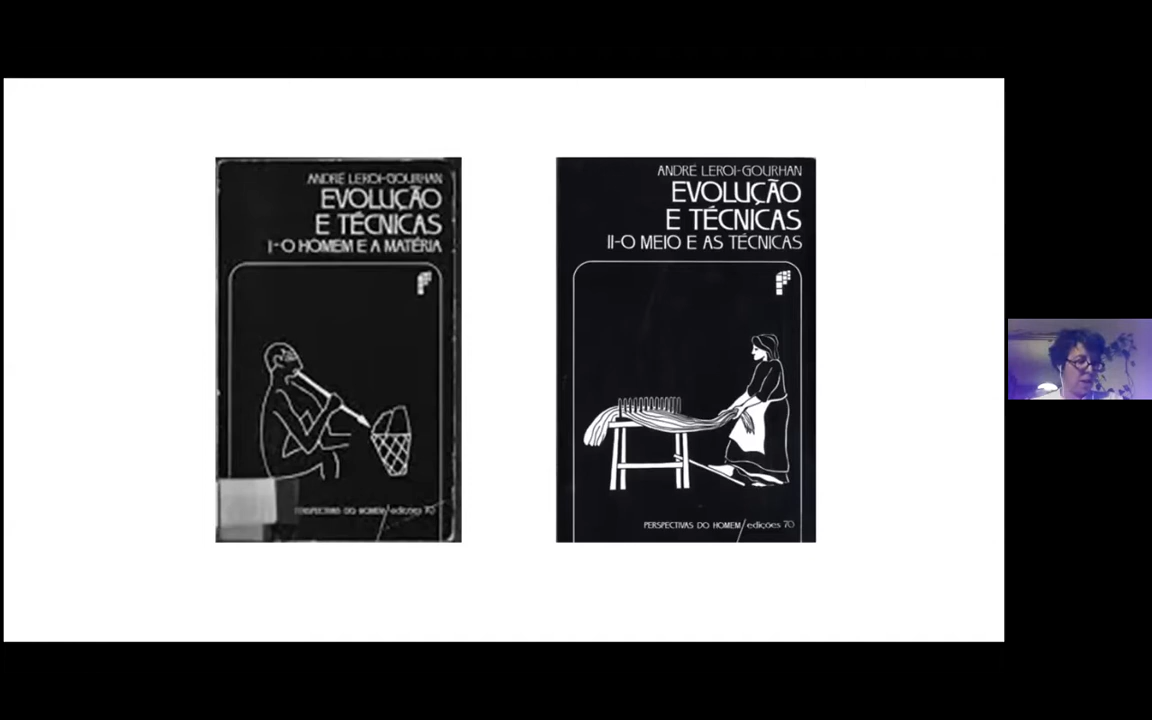 ANDRÉ LEROI-GOURHAN
EVOLUÇÃO
E TÉCNICAS
I-O HOMEM E A MATÉRIA
PERSPECTIVAS DO HOMEM/edições 70
ANDRÉ LEROI-GOURHAN
EVOLUÇÃO
E TÉCNICAS
II-O MEIO E AS TÉCNICAS
PERSPECTIVAS DO HOMEM/edições 70